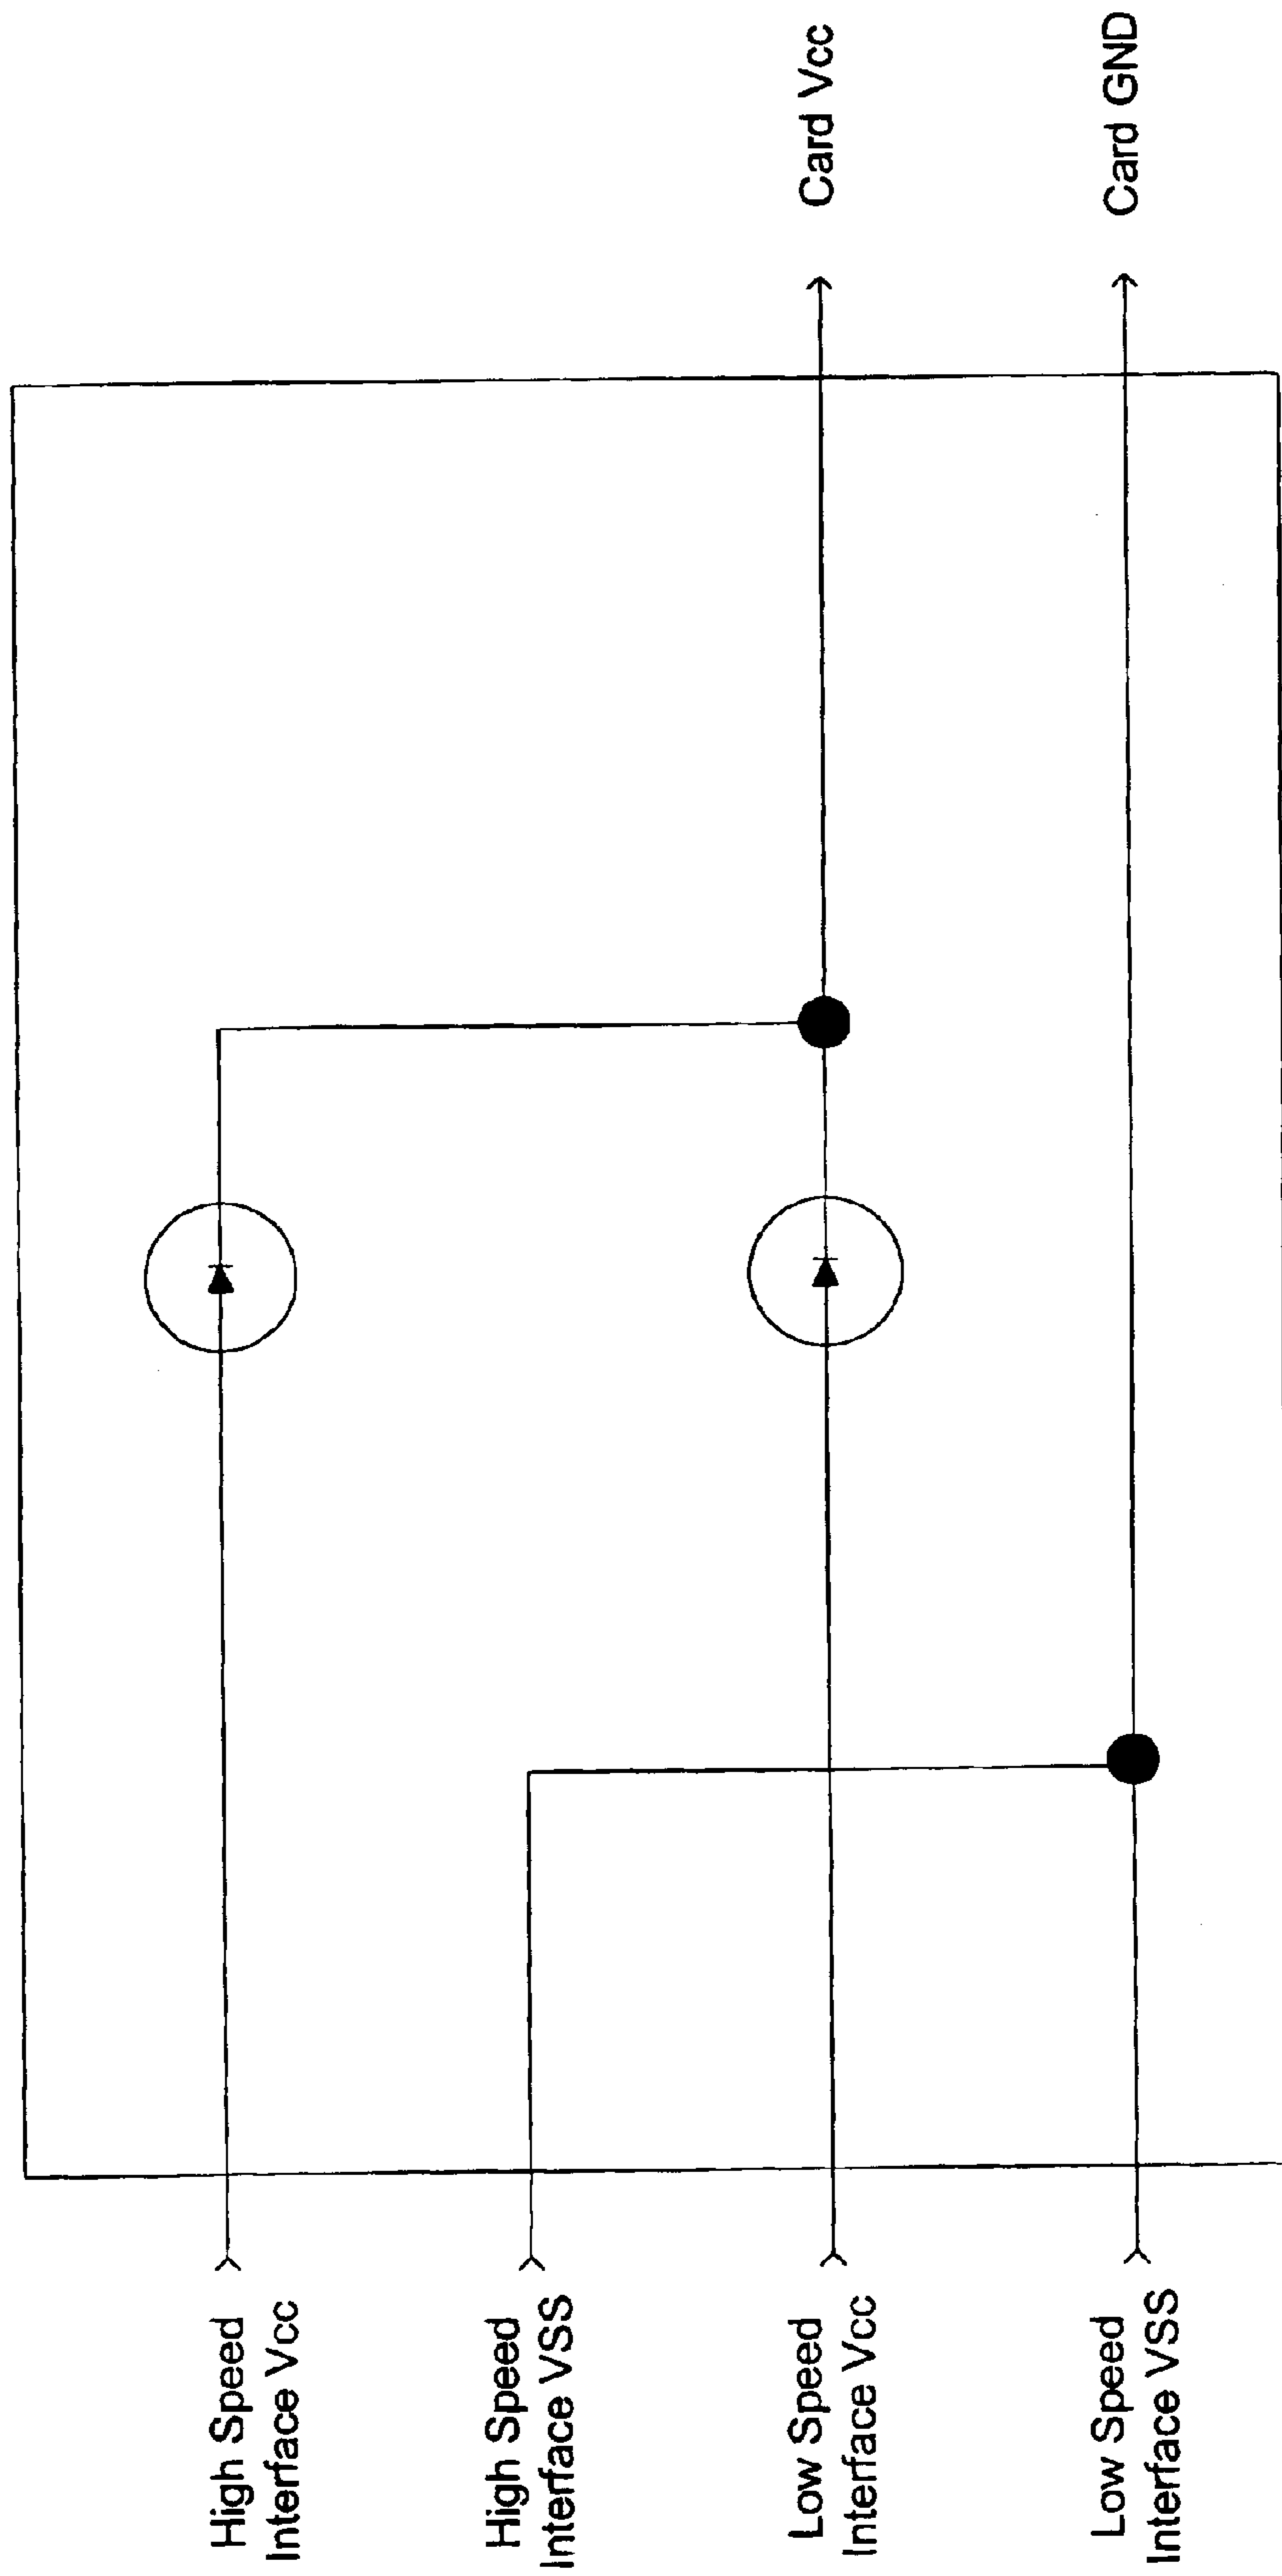 High Speed
Interface Vcc
High Speed
Interface VSS
Low Speed
Interface Vcc
Low Speed
Interface VSS
Card Vcc
Card GND